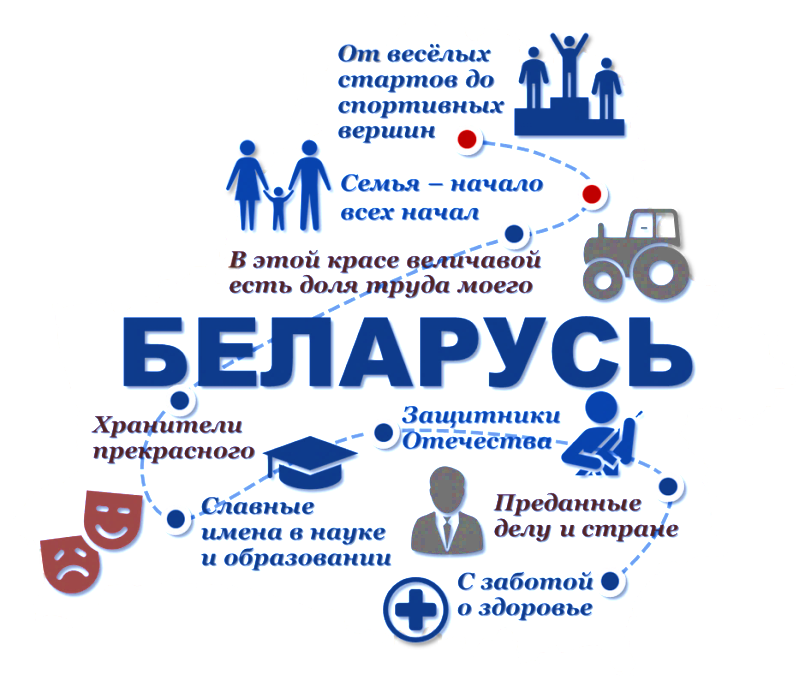 От весёлых
стартов до
спортивных
вершин
Семья – начало
всех начал
В этой красе величавой
есть доля труда моего
БЕЛАРУСЬ
Хранители
прекрасного
Защитники
Отечества
Славные
имена в науке
и образовании
Преданные
делу и стране
С заботой
о здоровье